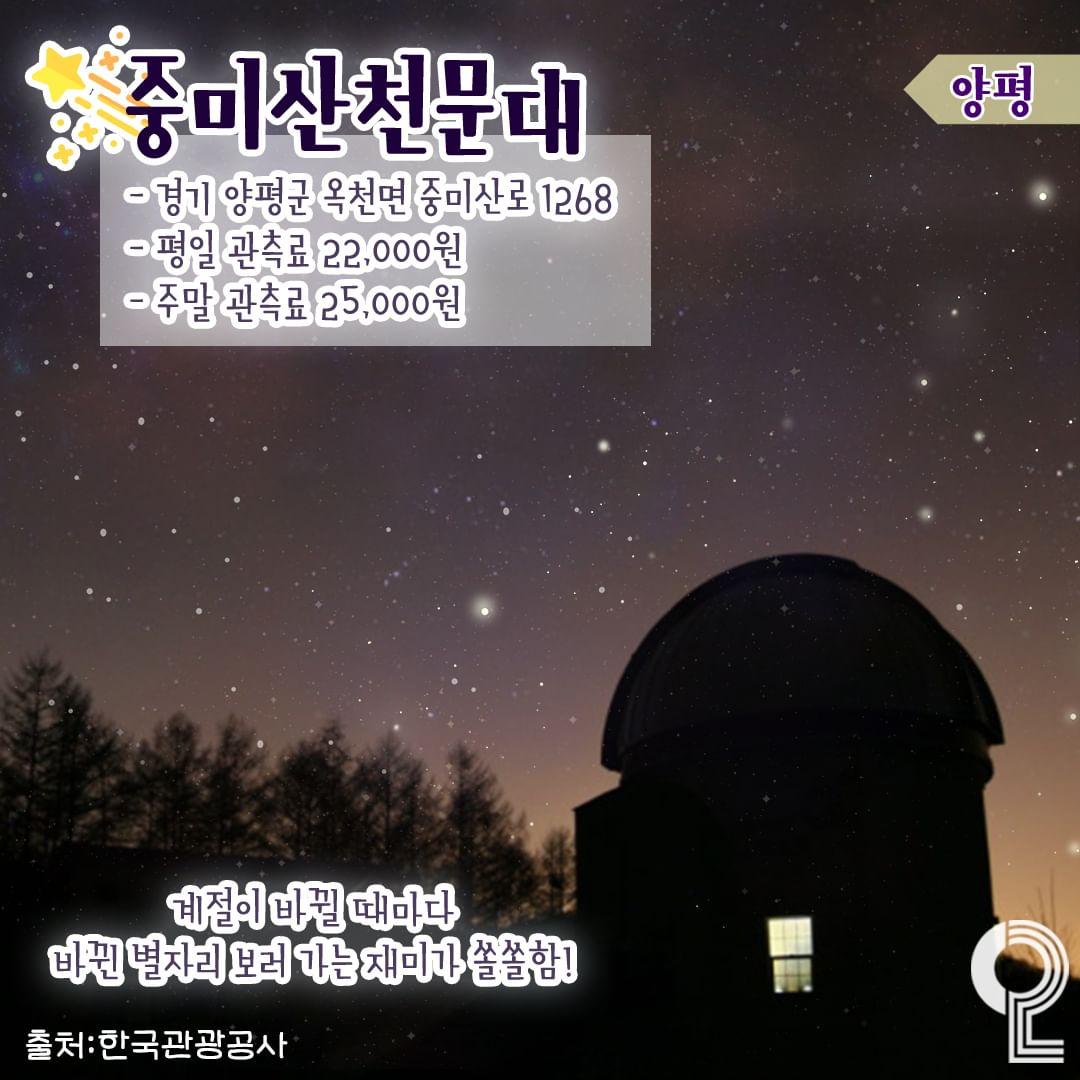 중미산천문대
양평
- 경기 양평군 옥천면 중미산로 1268
- 평일 관측료 22,000원
- 주말 관측료 25,000원
계절이 바뀔 때마다
바뀐 별자리 보러 가는 재미가 쏠쏠함!
출처:한국관광공사